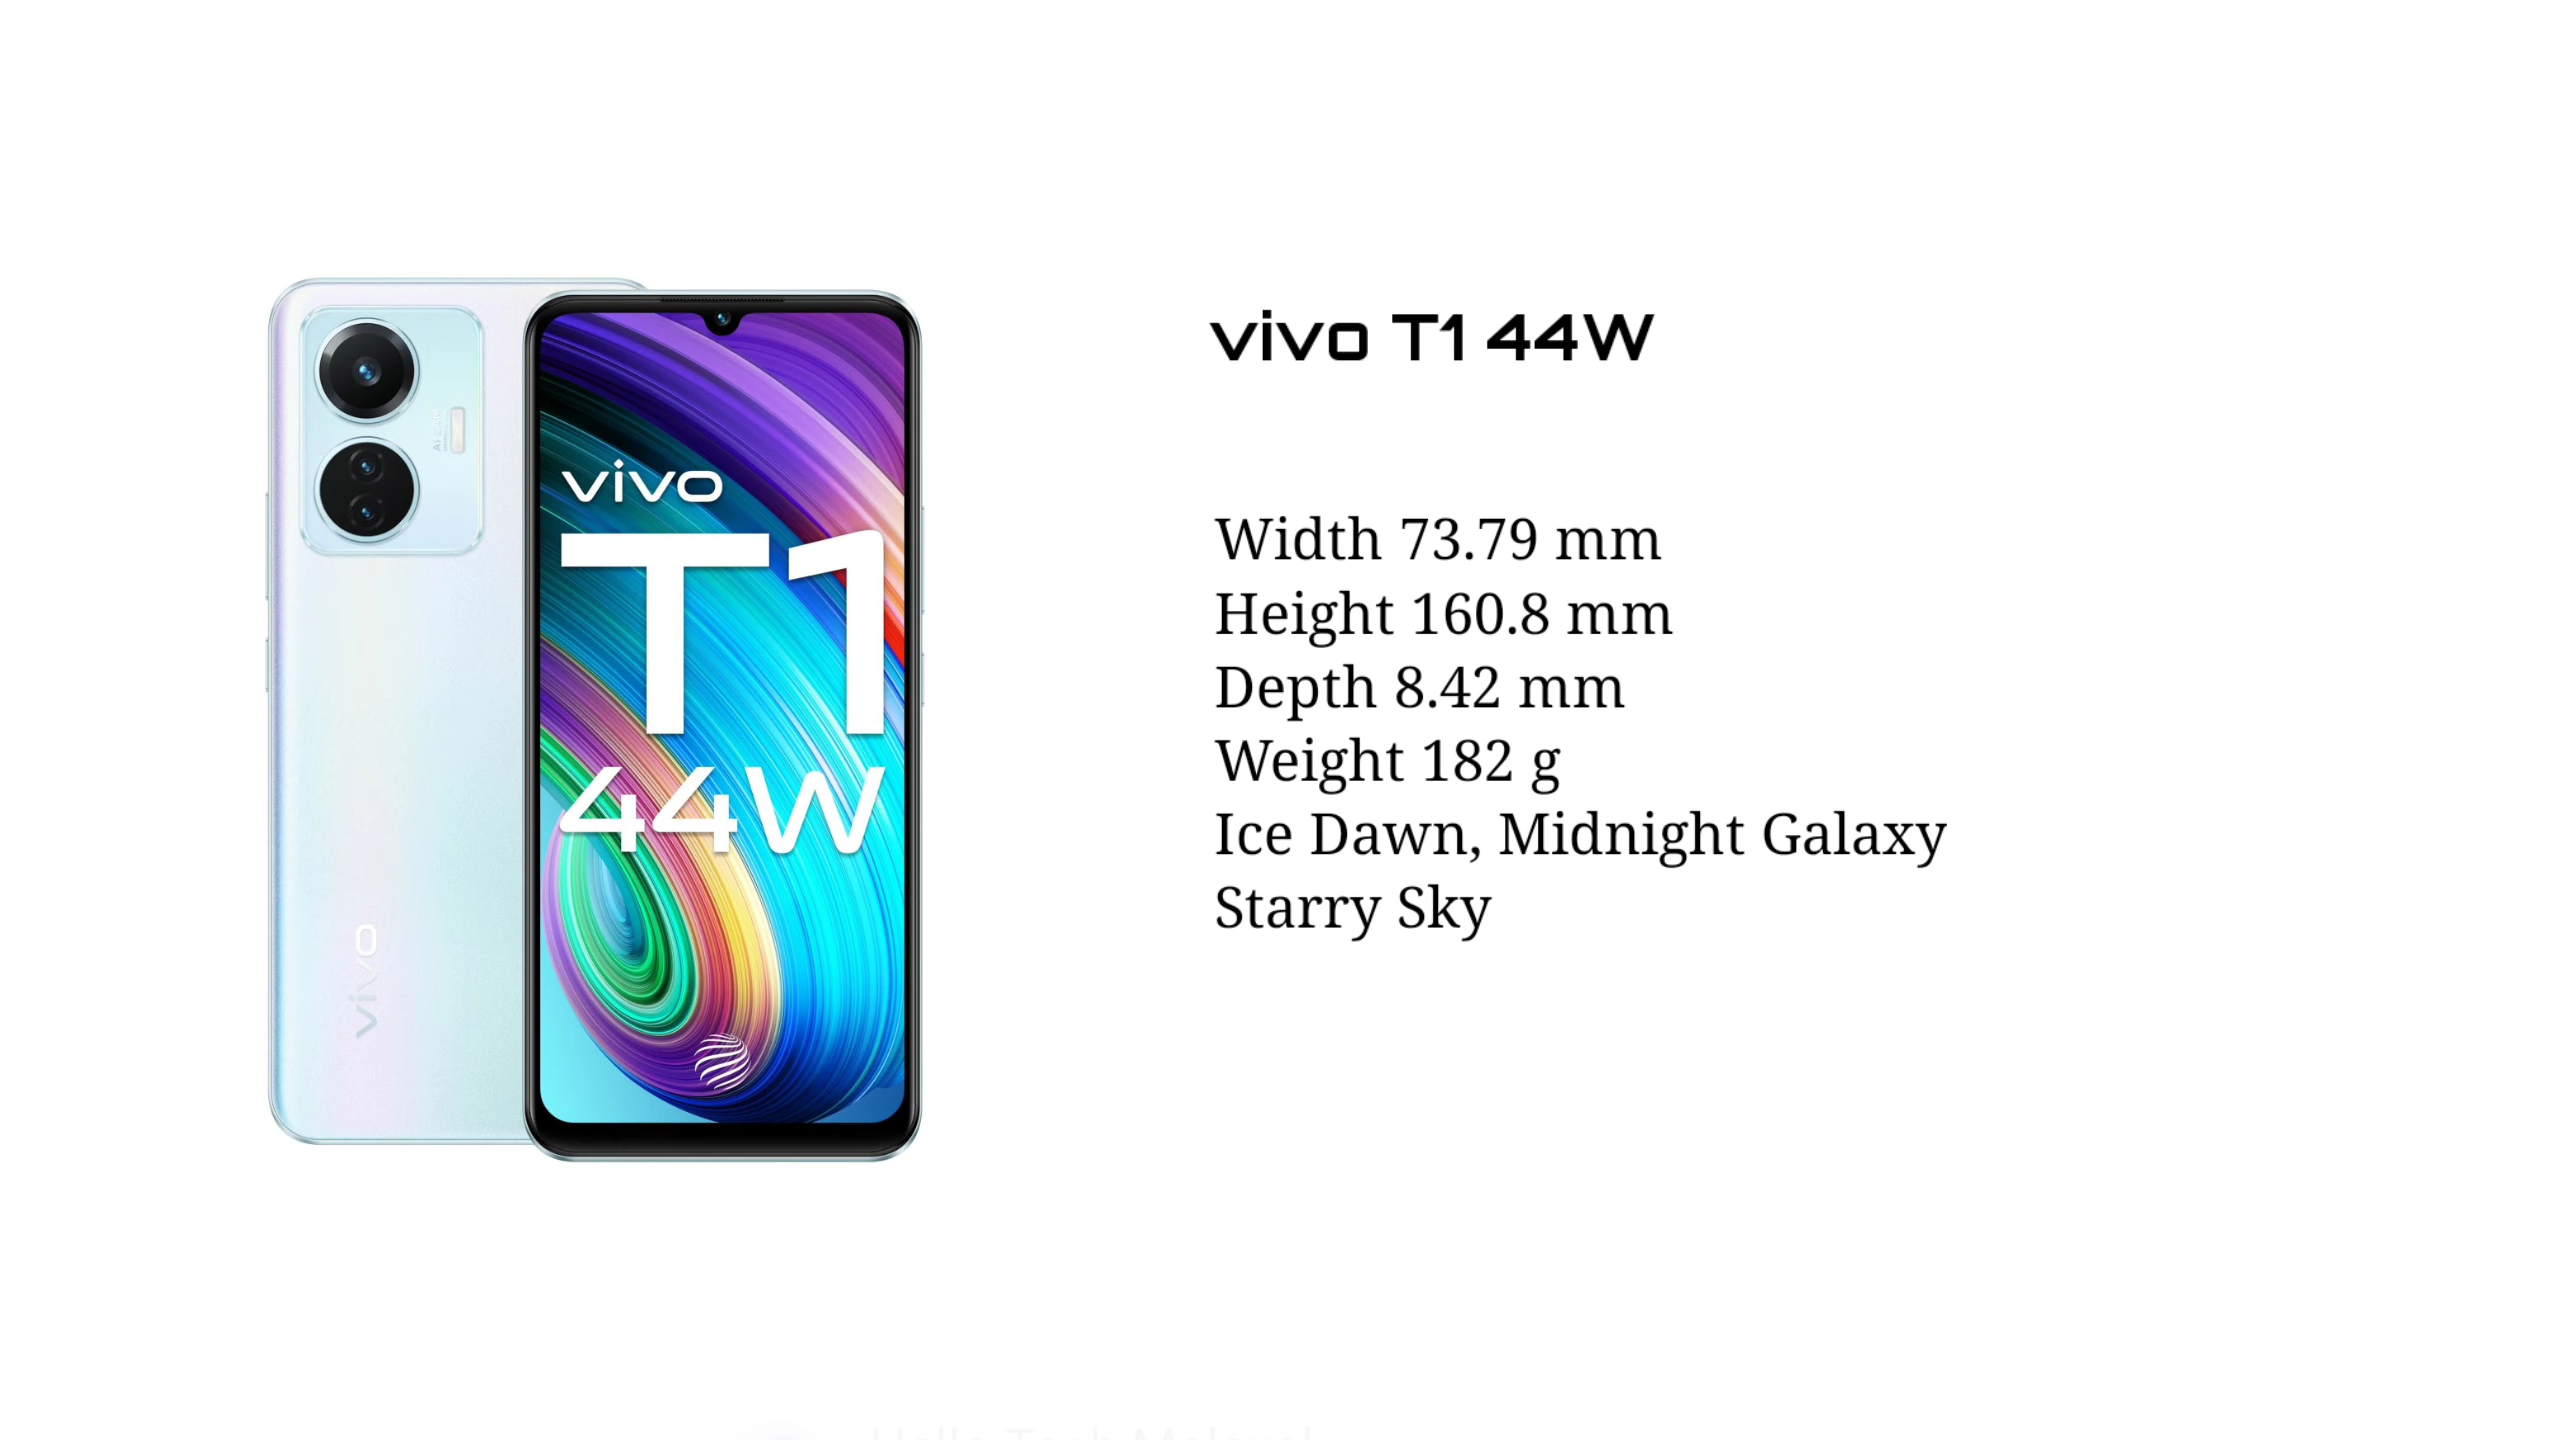 vivo T1 44W
Width 73.79 mm
Height 160.8 mm
Depth 8.42 mm
Weight 182 g
Ice Dawn, Midnight Galaxy
Starry Sky
vivo
T1
44W
vivo